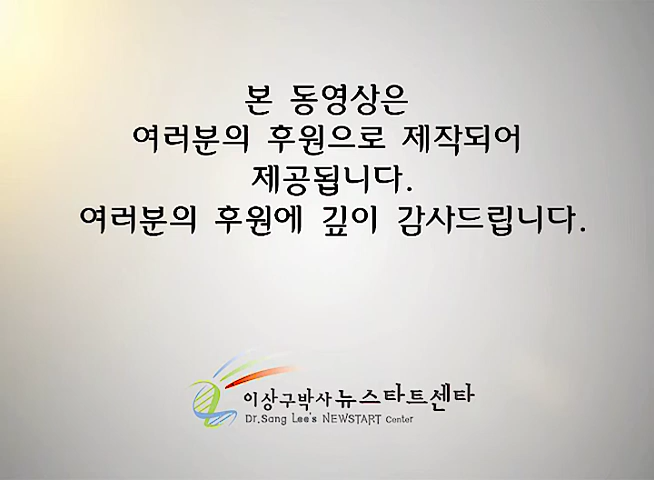 본 동영상은
여러분의 후원으로 제작되어
제공됩니다.
여러분의 후원에 깊이 감사드립니다.
이상구박사 뉴스타트센타
Dr.Sang Lee's NEWSTART Center